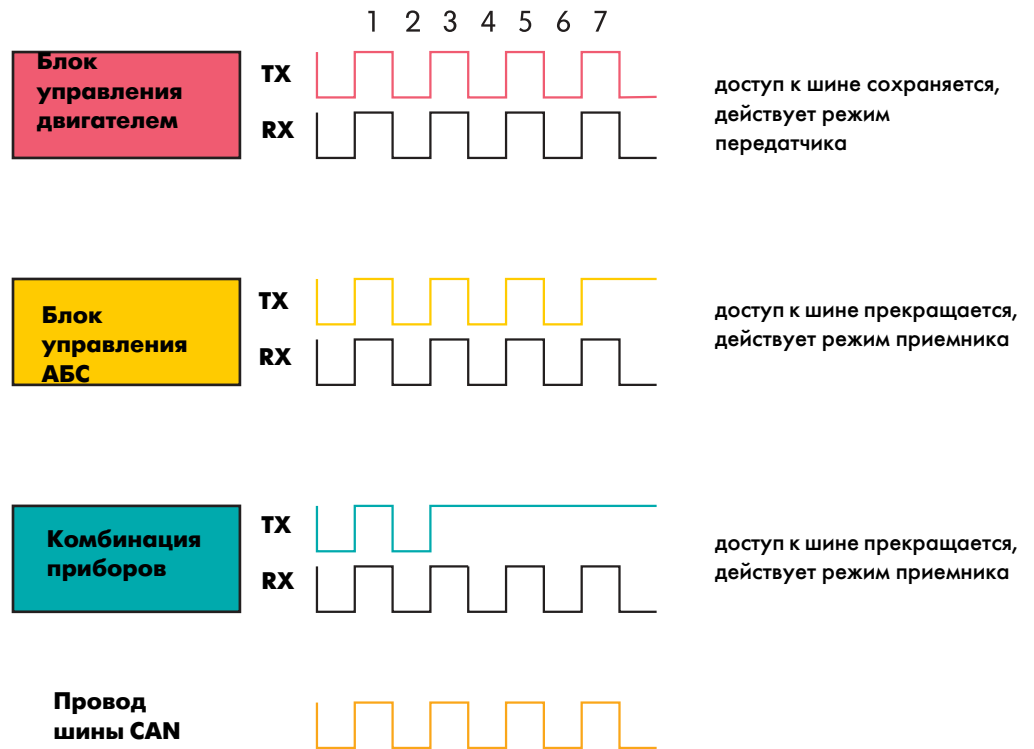 1 2 3 4 5 6 7
Блок
управления
двигателем
TX
RX
доступ к шине сохраняется,
действует режим
передатчика
Блок
управления
АБС
TX
RX
доступ к шине прекращается,
действует режим приемника
Комбинация
приборов
TX
RX
доступ к шине прекращается,
действует режим приемника
Провод
шины CAN